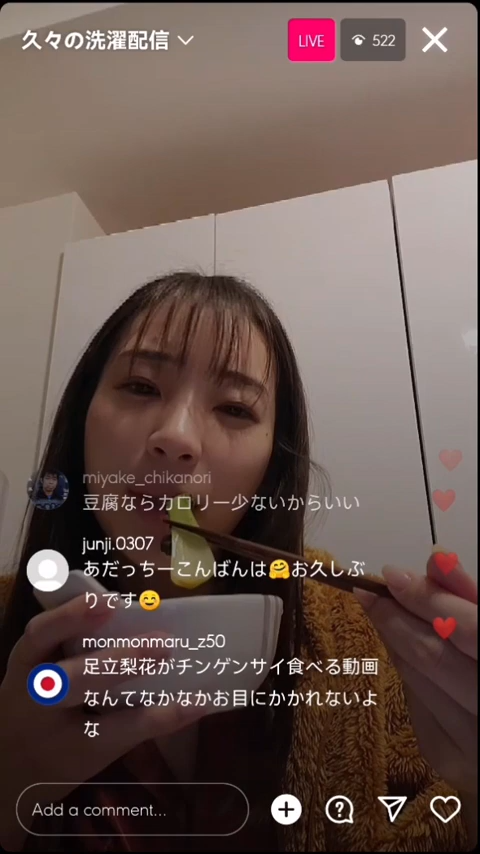 久々の洗濯配信
LIVE
522
miyake_chikanori
豆腐ならカロリー少ないからいい
junji.0307
あだっちーこんばんは🤗お久しぶ
りです☺️
monmonmaru_z50
足立梨花がチンゲンサイ食べる動画
なんてなかなかお目にかかれないよ
な
Add a comment...